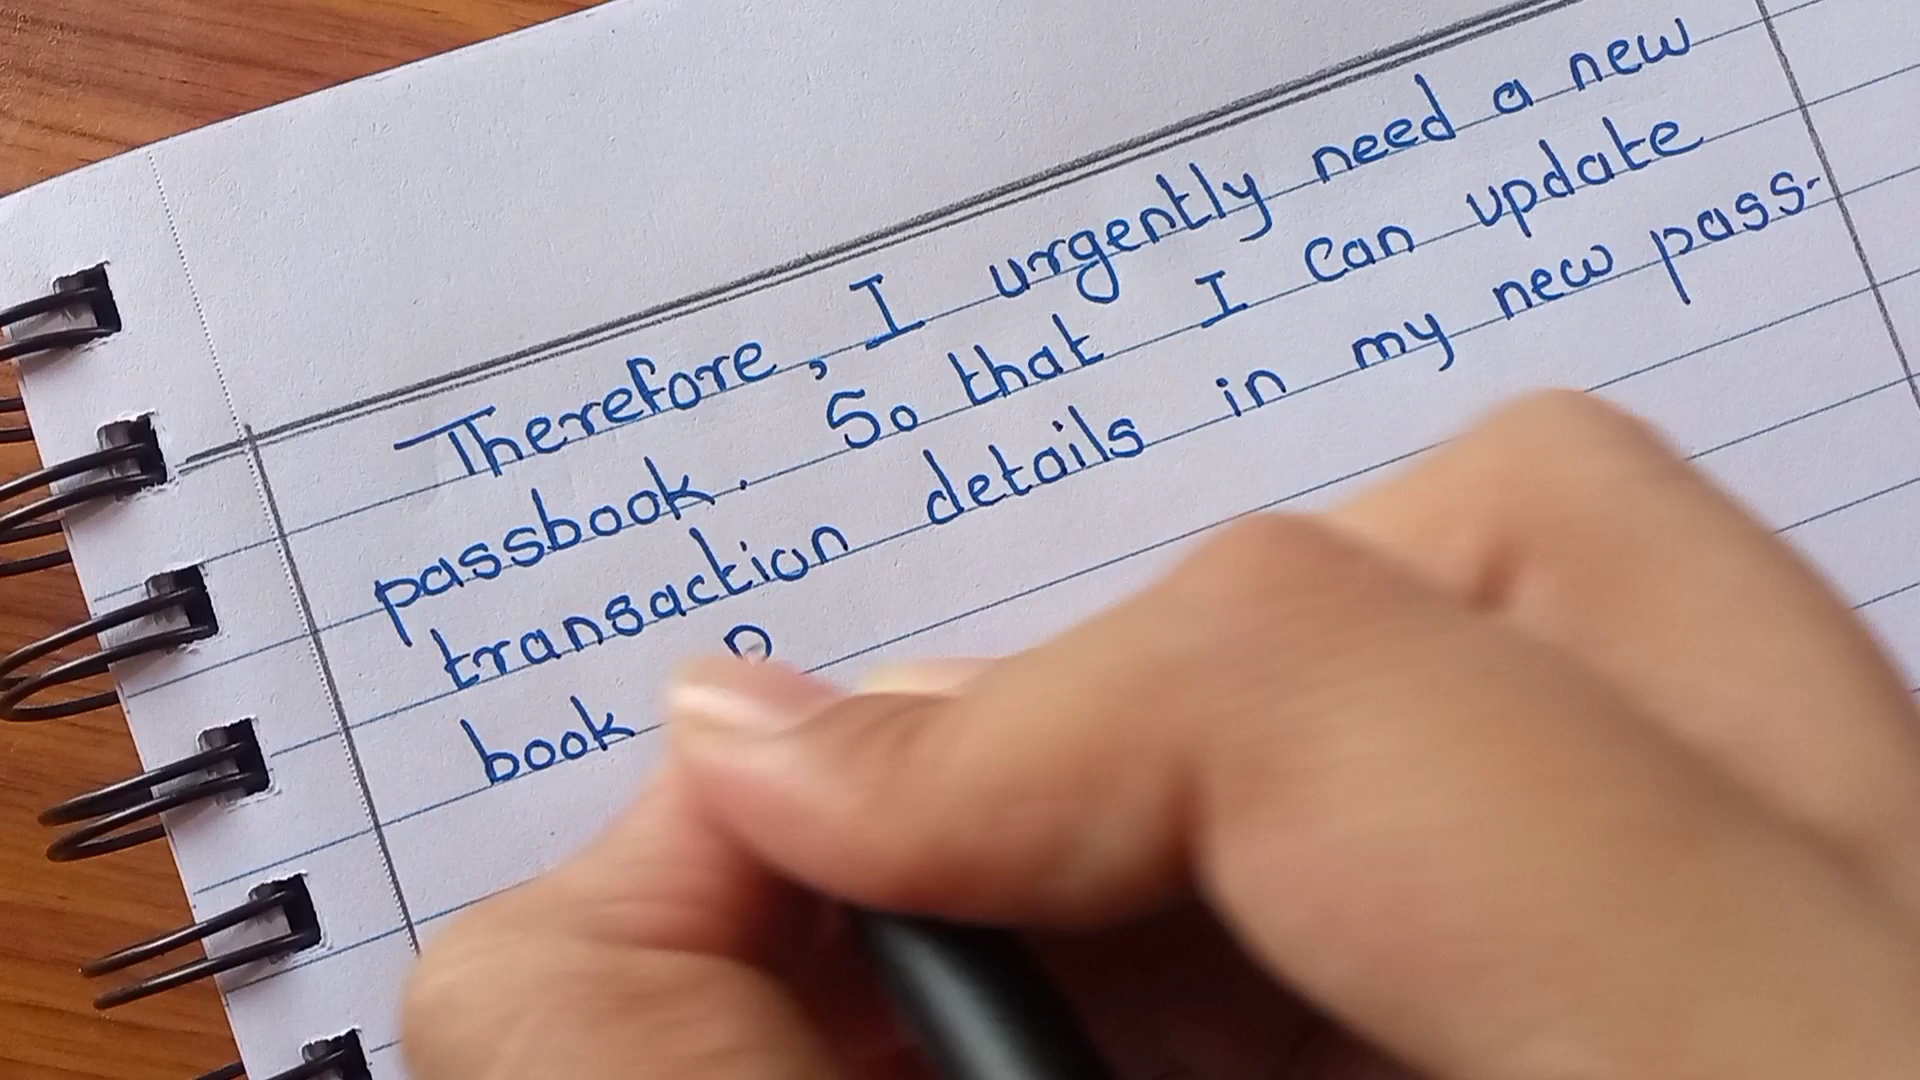 Therefore, I urgently need a new
passbook. So that I can update
transaction details in my new pass-
book